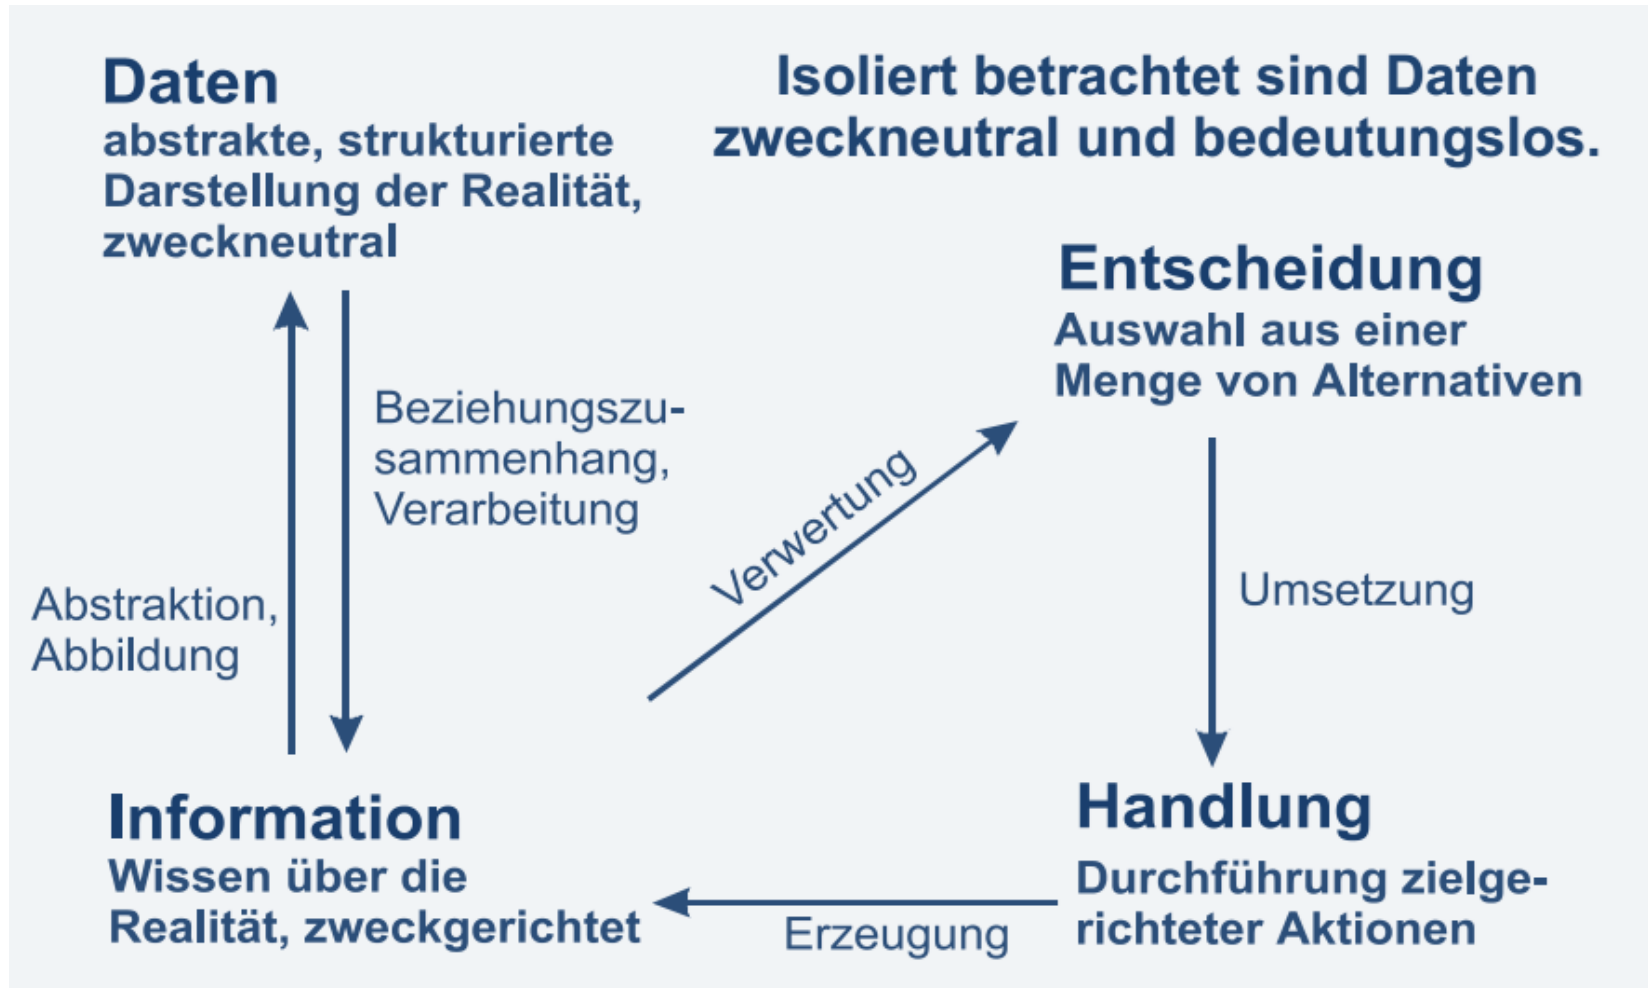 Daten
abstrakte, strukturierte
Darstellung der Realität,
zweckneutral
Isoliert betrachtet sind Daten
zweckneutral und bedeutungslos.
Entscheidung
Auswahl aus einer
Menge von Alternativen
Beziehungszu-
sammenhang,
Verarbeitung
Verwertung
Abstraktion,
Abbildung
Umsetzung
Information
Wissen über die
Realität, zweckgerichtet
Handlung
Durchführung zielge-
richteter Aktionen
Erzeugung